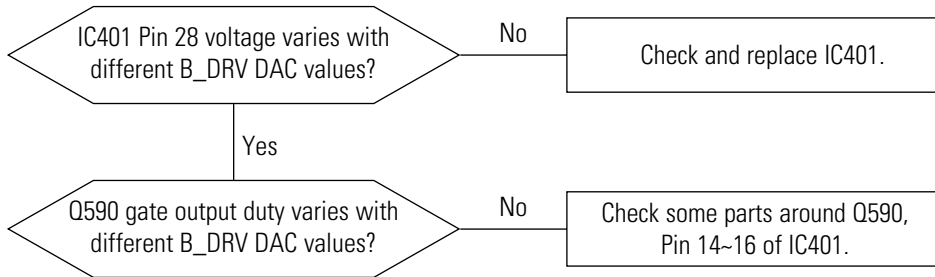 IC401 Pin 28 voltage varies with
different B_DRV DAC values?
No
Check and replace IC401.
Yes
Q590 gate output duty varies with
different B_DRV DAC values?
No
Check some parts around Q590,
Pin 14~16 of IC401.